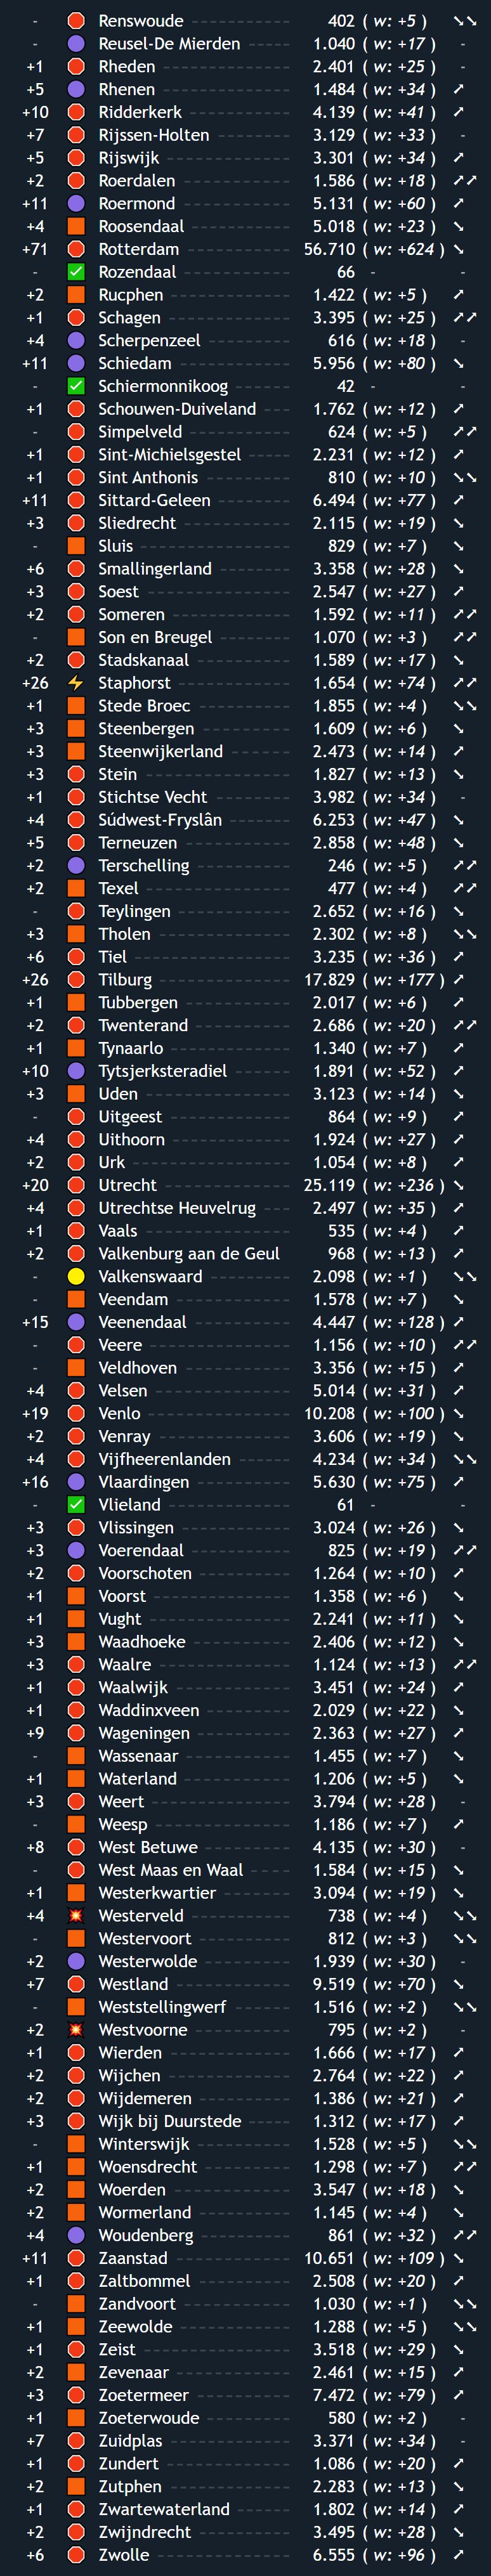 - Renswoude 402 ( w: +5 ) ➘➘
- Reusel-De Mierden 1.040 ( w: +17 ) -
+1 Rheden 2.401 ( w: +25 ) -
+5 Rhenen 1.484 ( w: +34 ) ➚
+10 Ridderkerk 4.139 ( w: +41 ) ➚
+7 Rijssen-Holten 3.129 ( w: +33 ) -
+5 Rijswijk 3.301 ( w: +34 ) ➚
+2 Roerdalen 1.586 ( w: +18 ) ➚➚
+11 Roermond 5.131 ( w: +60 ) ➚
+4 Roosendaal 5.018 ( w: +23 ) ➘
+71 Rotterdam 56.710 ( w: +624 ) ➘
- Rozendaal 66 - -
+2 Rucphen 1.422 ( w: +5 ) ➚
+1 Schagen 3.395 ( w: +25 ) ➚➚
+4 Scherpenzeel 616 ( w: +18 ) -
+11 Schiedam 5.956 ( w: +80 ) ➘
- Schiermonnikoog 42 - -
+1 Schouwen-Duiveland 1.762 ( w: +12 ) ➚
- Simpelveld 624 ( w: +5 ) ➚➚
+1 Sint-Michielsgestel 2.231 ( w: +12 ) ➚
+1 Sint Anthonis 810 ( w: +10 ) ➘➘
+11 Sittard-Geleen 6.494 ( w: +77 ) ➚
+3 Sliedrecht 2.115 ( w: +19 ) ➘
- Sluis 829 ( w: +7 ) ➘
+6 Smallingerland 3.358 ( w: +28 ) ➘
+3 Soest 2.547 ( w: +27 ) ➚
+2 Someren 1.592 ( w: +11 ) ➚➚
- Son en Breugel 1.070 ( w: +3 ) ➚➚
+2 Stadskanaal 1.589 ( w: +17 ) ➘
+26 Staphorst 1.654 ( w: +74 ) ➚➚
+1 Stede Broec 1.855 ( w: +4 ) ➘➘
+3 Steenbergen 1.609 ( w: +6 ) ➘
+3 Steenwijkerland 2.473 ( w: +14 ) ➚
+3 Stein 1.827 ( w: +13 ) ➘
+1 Stichtse Vecht 3.982 ( w: +34 ) -
+4 Súdwest-Fryslân 6.253 ( w: +47 ) ➘
+5 Terneuzen 2.858 ( w: +48 ) ➘
+2 Terschelling 246 ( w: +5 ) ➚➚
+2 Texel 477 ( w: +4 ) ➚➚
- Teylingen 2.652 ( w: +16 ) ➘
+3 Tholen 2.302 ( w: +8 ) ➘➘
+6 Tiel 3.235 ( w: +36 ) ➚
+26 Tilburg 17.829 ( w: +177 ) ➚
+1 Tubbergen 2.017 ( w: +6 ) ➚
+2 Twenterand 2.686 ( w: +20 ) ➚➚
+1 Tynaarlo 1.340 ( w: +7 ) ➚
+10 Tytsjerksteradiel 1.891 ( w: +52 ) ➚
+3 Uden 3.123 ( w: +14 ) ➘
- Uitgeest 864 ( w: +9 ) ➚
+4 Uithoorn 1.924 ( w: +27 ) ➚
+2 Urk 1.054 ( w: +8 ) ➚
+20 Utrecht 25.119 ( w: +236 ) ➘
+4 Utrechtse Heuvelrug 2.497 ( w: +35 ) ➚
+1 Vaals 535 ( w: +4 ) ➚
+2 Valkenburg aan de Geul 968 ( w: +13 ) ➚
- Valkenswaard 2.098 ( w: +1 ) ➘➘
- Veendam 1.578 ( w: +7 ) ➘
+15 Veenendaal 4.447 ( w: +128 ) ➚
- Veere 1.156 ( w: +10 ) ➚➚
- Veldhoven 3.356 ( w: +15 ) ➚
+4 Velsen 5.014 ( w: +31 ) ➚
+19 Venlo 10.208 ( w: +100 ) ➘
+2 Venray 3.606 ( w: +19 ) ➘
+4 Vijfheerenlanden 4.234 ( w: +34 ) ➘➘
+16 Vlaardingen 5.630 ( w: +75 ) ➚
- Vlieland 61 - -
+3 Vlissingen 3.024 ( w: +26 ) ➘
+3 Voerendaal 825 ( w: +19 ) ➚➚
+2 Voorschoten 1.264 ( w: +10 ) ➚
+1 Voorst 1.358 ( w: +6 ) ➘
+1 Vught 2.241 ( w: +11 ) ➘
+3 Waadhoeke 2.406 ( w: +12 ) ➘
+3 Waalre 1.124 ( w: +13 ) ➚➚
+1 Waalwijk 3.451 ( w: +24 ) ➚
+1 Waddinxveen 2.029 ( w: +22 ) ➘
+9 Wageningen 2.363 ( w: +27 ) ➚
- Wassenaar 1.455 ( w: +7 ) ➘
+1 Waterland 1.206 ( w: +5 ) ➘
+3 Weert 3.794 ( w: +28 ) -
- Weesp 1.186 ( w: +7 ) ➚
+8 West Betuwe 4.135 ( w: +30 ) -
- West Maas en Waal 1.584 ( w: +15 ) ➘
+1 Westerkwartier 3.094 ( w: +19 ) ➘
+4 Westerveld 738 ( w: +4 ) ➘➘
- Westervoort 812 ( w: +3 ) ➘➘
+2 Westerwolde 1.939 ( w: +30 ) -
+7 Westland 9.519 ( w: +70 ) ➘
- Weststellingwerf 1.516 ( w: +2 ) ➘➘
+2 Westvoorne 795 ( w: +2 ) -
+1 Wierden 1.666 ( w: +17 ) ➚
+2 Wijchen 2.764 ( w: +22 ) ➚
+2 Wijdemeren 1.386 ( w: +21 ) ➚
+3 Wijk bij Duurstede 1.312 ( w: +17 ) ➚
- Winterswijk 1.528 ( w: +5 ) ➘➘
+1 Woensdrecht 1.298 ( w: +7 ) ➚➚
+2 Woerden 3.547 ( w: +18 ) ➘
+2 Wormerland 1.145 ( w: +4 ) ➘
+4 Woudenberg 861 ( w: +32 ) ➚➚
+11 Zaanstad 10.651 ( w: +109 ) ➘
+1 Zaltbommel 2.508 ( w: +20 ) ➚
- Zandvoort 1.030 ( w: +1 ) ➘➘
+1 Zeewolde 1.288 ( w: +5 ) ➘➘
+1 Zeist 3.518 ( w: +29 ) ➘
+2 Zevenaar 2.461 ( w: +15 ) ➚
+3 Zoetermeer 7.472 ( w: +79 ) ➚
+1 Zoeterwoude 580 ( w: +2 ) -
+7 Zuidplas 3.371 ( w: +34 ) -
+1 Zundert 1.086 ( w: +20 ) ➚
+2 Zutphen 2.283 ( w: +13 ) ➘
+1 Zwartewaterland 1.802 ( w: +14 ) ➚
+2 Zwijndrecht 3.495 ( w: +28 ) ➘
+6 Zwolle 6.555 ( w: +96 ) ➚